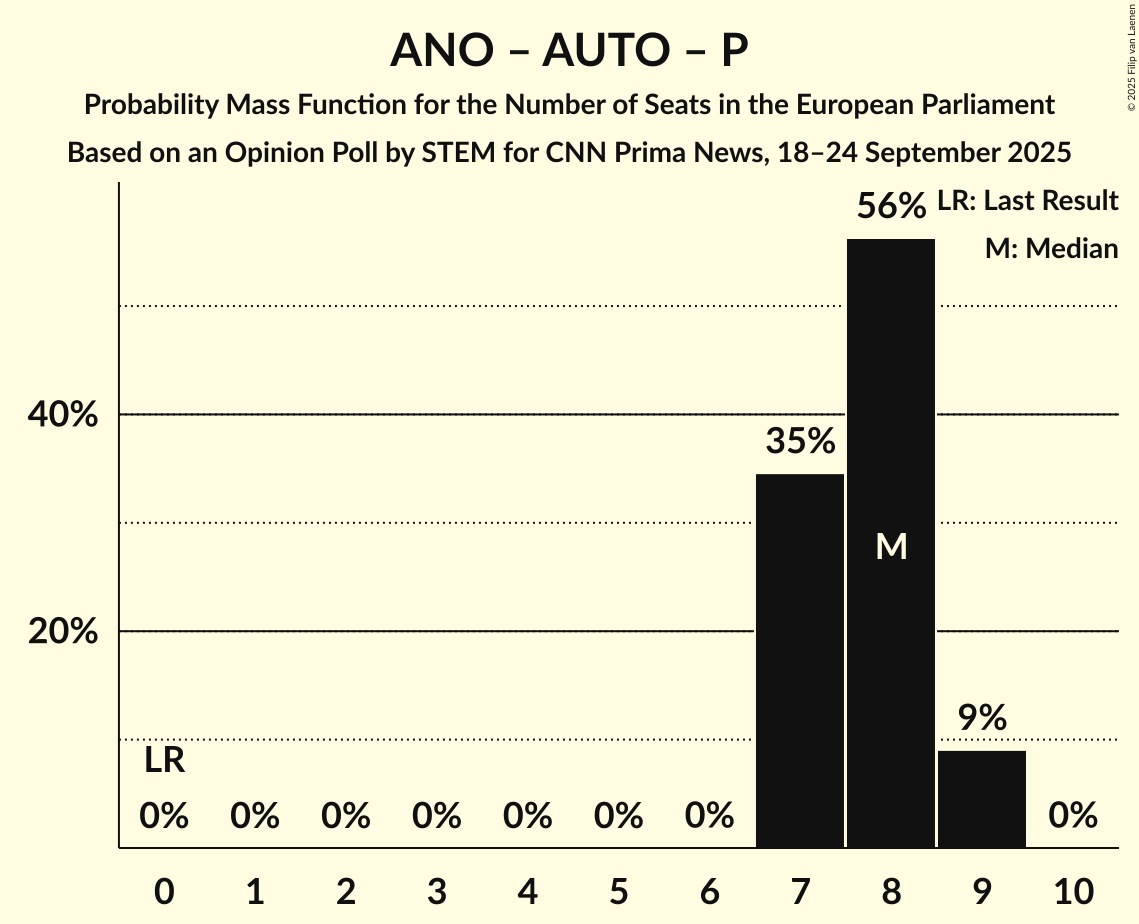 ANO – AUTO – P
Probability Mass Function for the Number of Seats in the European Parliament
Based on an Opinion Poll by STEM for CNN Prima News, 18–24 September 2025
© 2025 Filip van Laenen
LR: Last Result
M: Median
56%
40%
35%
M
20%
9%
LR
0% 0% 0% 0% 0% 0% 0% 0%
0 1 2 3 4 5 6 7 8 9 10